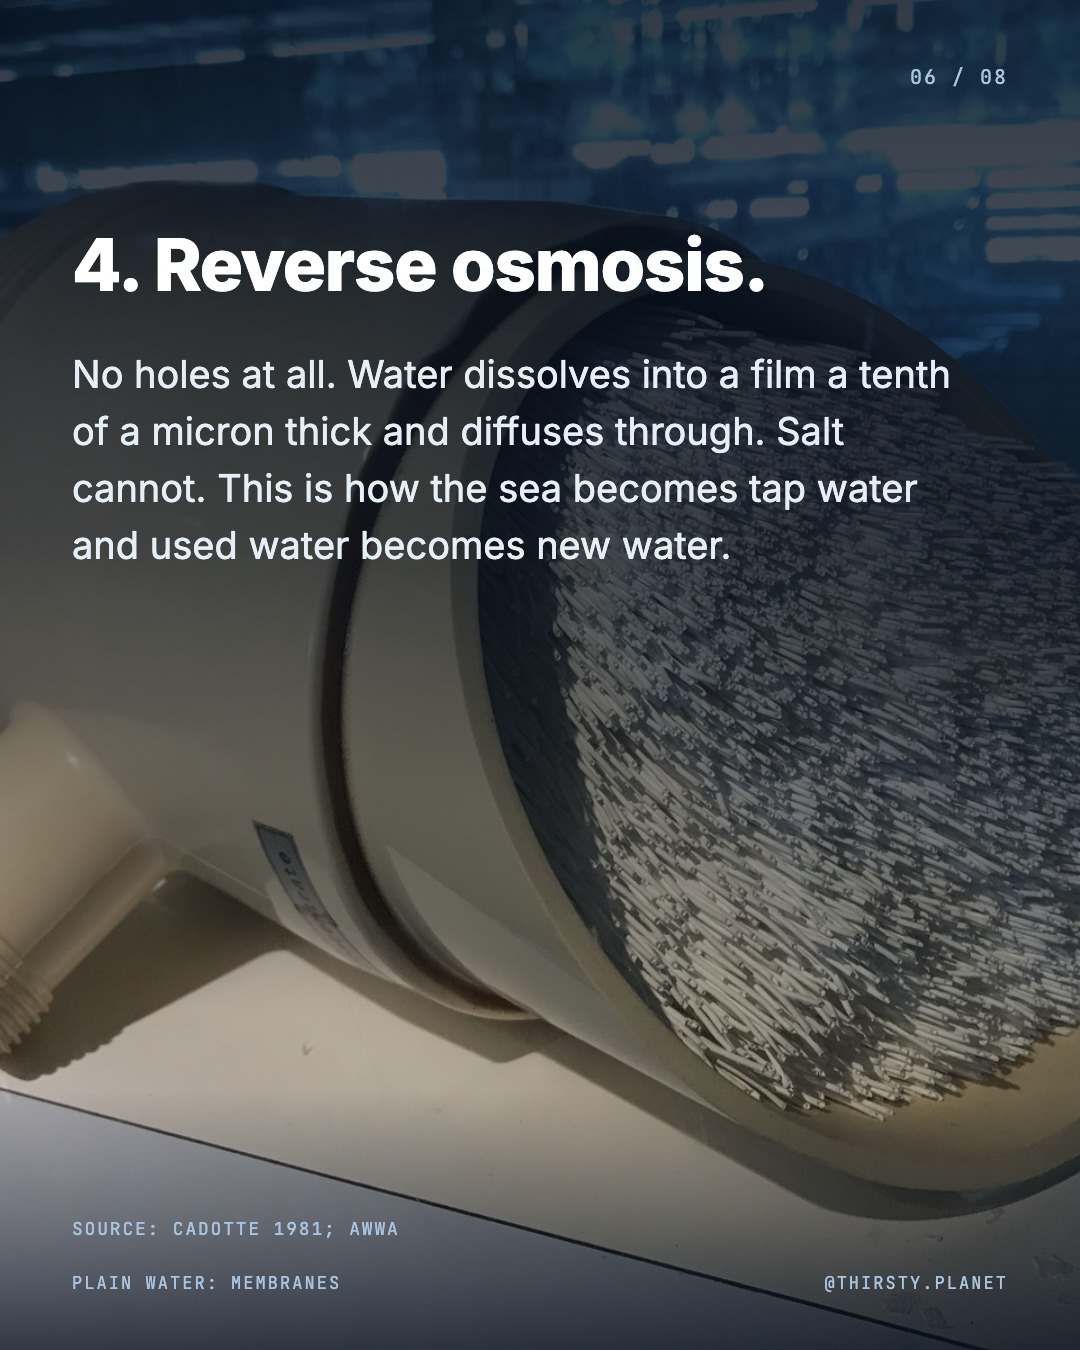 06 / 08
4. Reverse osmosis.
No holes at all. Water dissolves into a film a tenth
of a micron thick and diffuses through. Salt
cannot. This is how the sea becomes tap water
and used water becomes new water.
SOURCE: CADOTTE 1981; AWWA
PLAIN WATER: MEMBRANES
@THIRSTY.PLANET